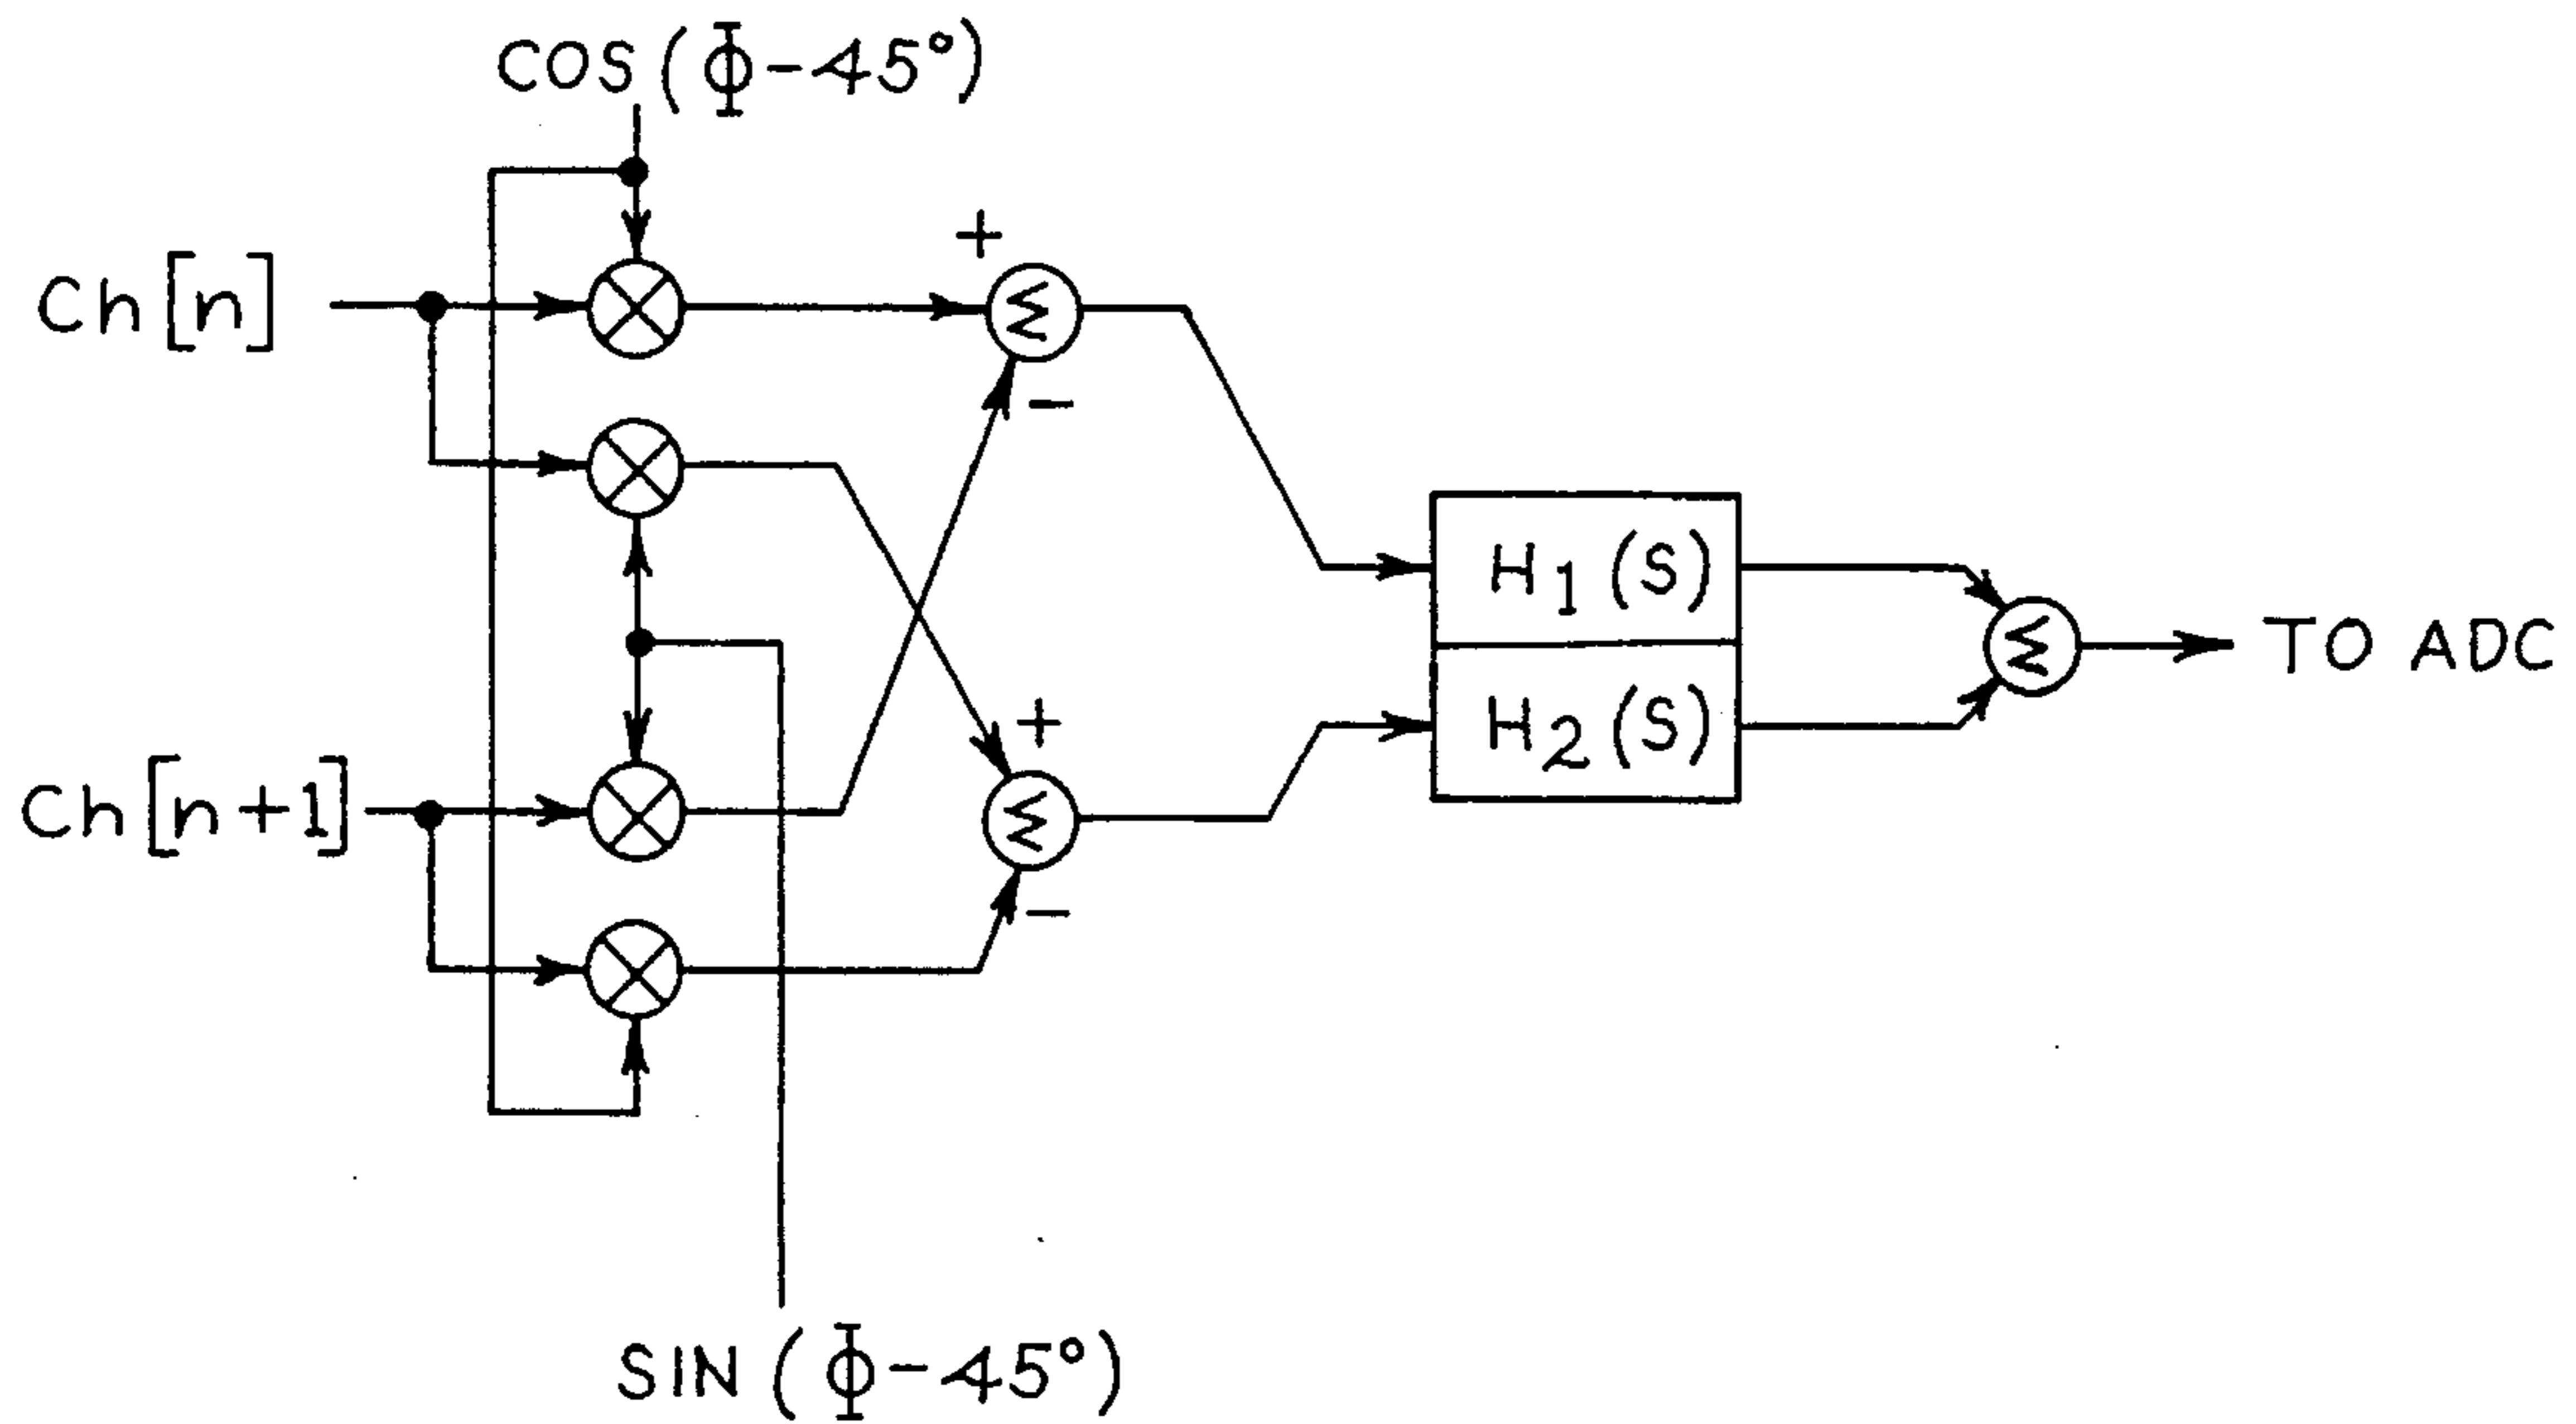 COS(Φ-45°)
+
Ch[n]
Σ
-
H1(S)
Σ
TO ADC
+
H2(S)
Ch[n+1]
Σ
-
SIN(Φ-45°)